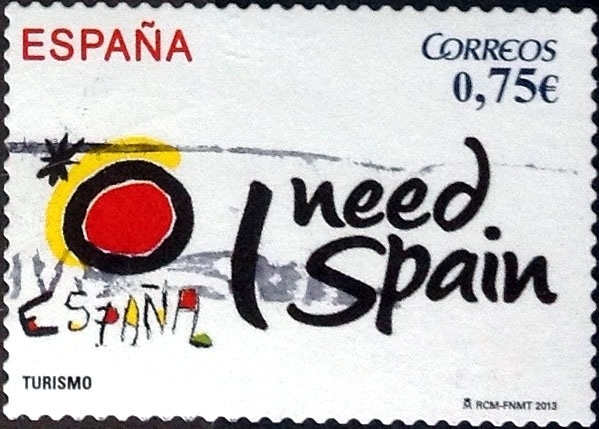 ESPAÑA
CORREOS
0,75€
I need
Spain
ESPAÑA
TURISMO
RCM-FNMT 2013